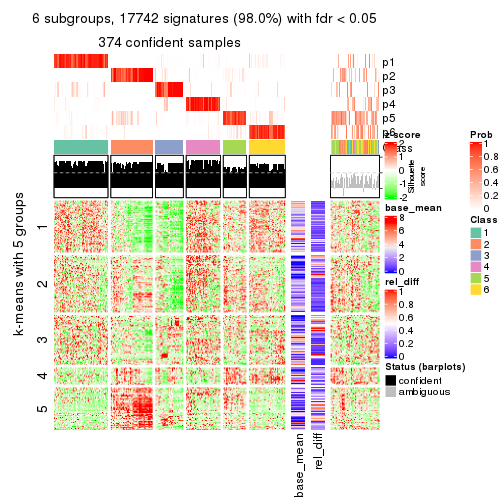 6 subgroups, 17742 signatures (98.0%) with fdr < 0.05
374 confident samples
p1
p2
p3
p4
p5
p6
Class
Silhouette
score
k-means with 5 groups
1
2
3
4
5
base_mean
rel_diff
z-score
2
1
0
-1
-2
base_mean
8
6
4
2
0
rel_diff
1
0.8
0.6
0.4
0.2
0
Status (barplots)
confident
ambiguous
Prob
1
0.8
0.6
0.4
0.2
0
Class
1
2
3
4
5
6